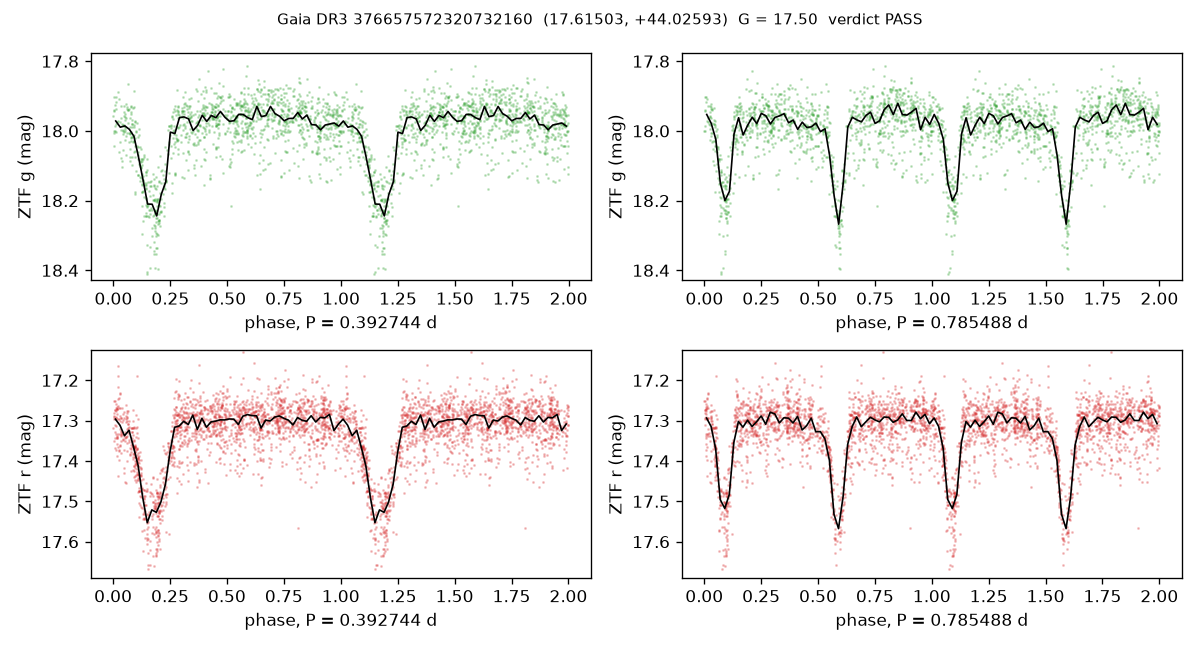 Gaia DR3 376657572320732160  (17.61503, +44.02593)  G = 17.50  verdict PASS
ZTF g (mag)
17.8
18.0
18.2
18.4
0.00 0.25 0.50 0.75 1.00 1.25 1.50 1.75 2.00
phase, P = 0.392744 d
ZTF g (mag)
17.8
18.0
18.2
18.4
0.00 0.25 0.50 0.75 1.00 1.25 1.50 1.75 2.00
phase, P = 0.785488 d
ZTF r (mag)
17.2
17.3
17.4
17.5
17.6
0.00 0.25 0.50 0.75 1.00 1.25 1.50 1.75 2.00
phase, P = 0.392744 d
ZTF r (mag)
17.2
17.3
17.4
17.5
17.6
0.00 0.25 0.50 0.75 1.00 1.25 1.50 1.75 2.00
phase, P = 0.785488 d